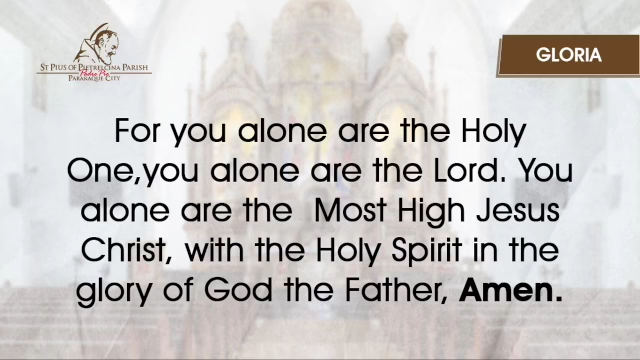 St Pius of Pietrelcina Parish
Padre Pio
Parañaque City
GLORIA
For you alone are the Holy
One,you alone are the Lord. You
alone are the  Most High Jesus
Christ, with the Holy Spirit in the
glory of God the Father, Amen.